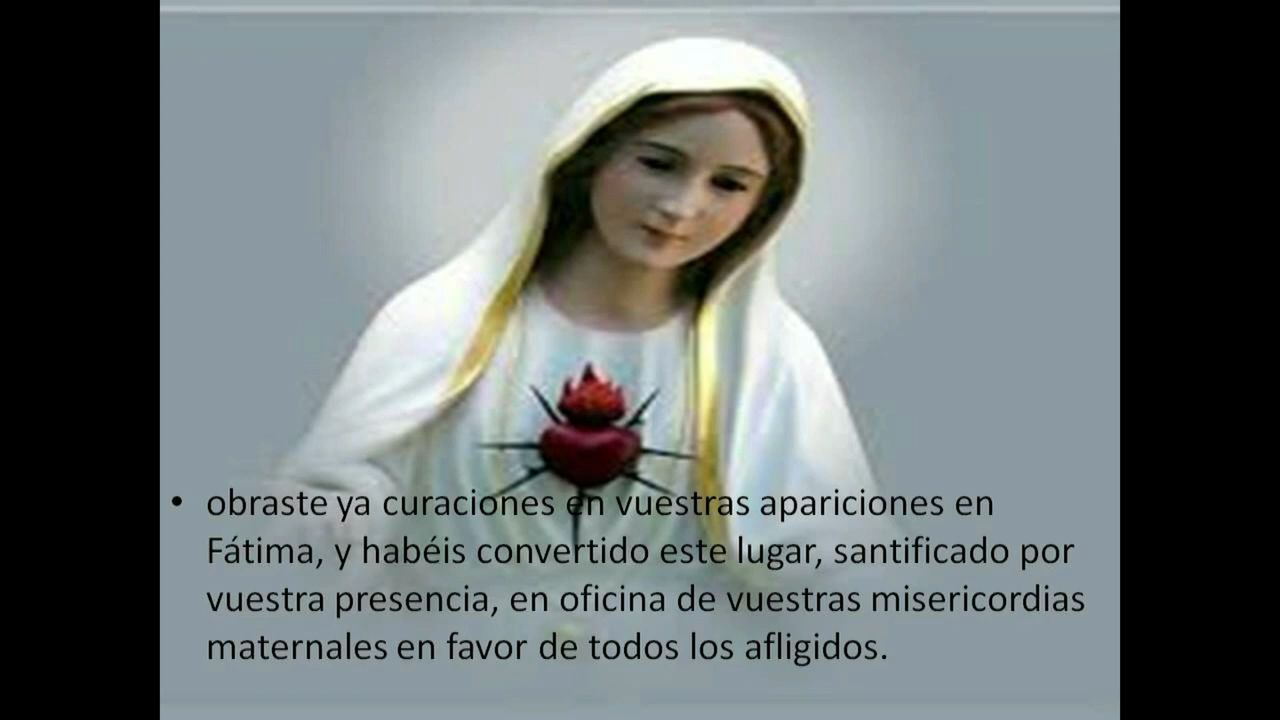 • obraste ya curaciones en vuestras apariciones en
Fátima, y habéis convertido este lugar, santificado por
vuestra presencia, en oficina de vuestras misericordias
maternales en favor de todos los afligidos.